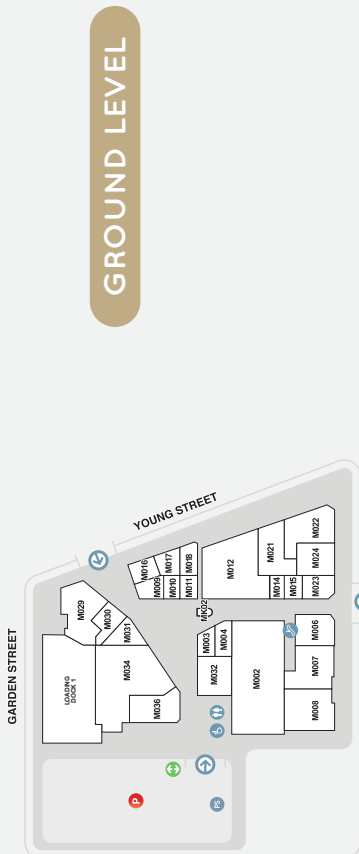 GROUND LEVEL
GARDEN STREET
YOUNG STREET
M029
M030
M031
LOADING
DOCK 1
M034
M036
M016
M017
M018
M009
M010
M011
MK02
M003
M004
M032
M012
M021
M022
M024
M014
M015
M023
M002
M006
M007
M008
P
PS